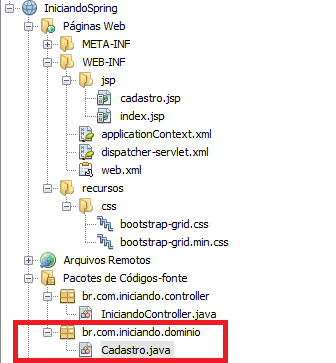 IniciandoSpring
Páginas Web
META-INF
WEB-INF
jsp
cadastro.jsp
index.jsp
applicationContext.xml
dispatcher-servlet.xml
web.xml
recursos
css
bootstrap-grid.css
bootstrap-grid.min.css
Arquivos Remotos
Pacotes de Códigos-fonte
br.com.iniciando.controller
IniciandoController.java
br.com.iniciando.dominio
Cadastro.java